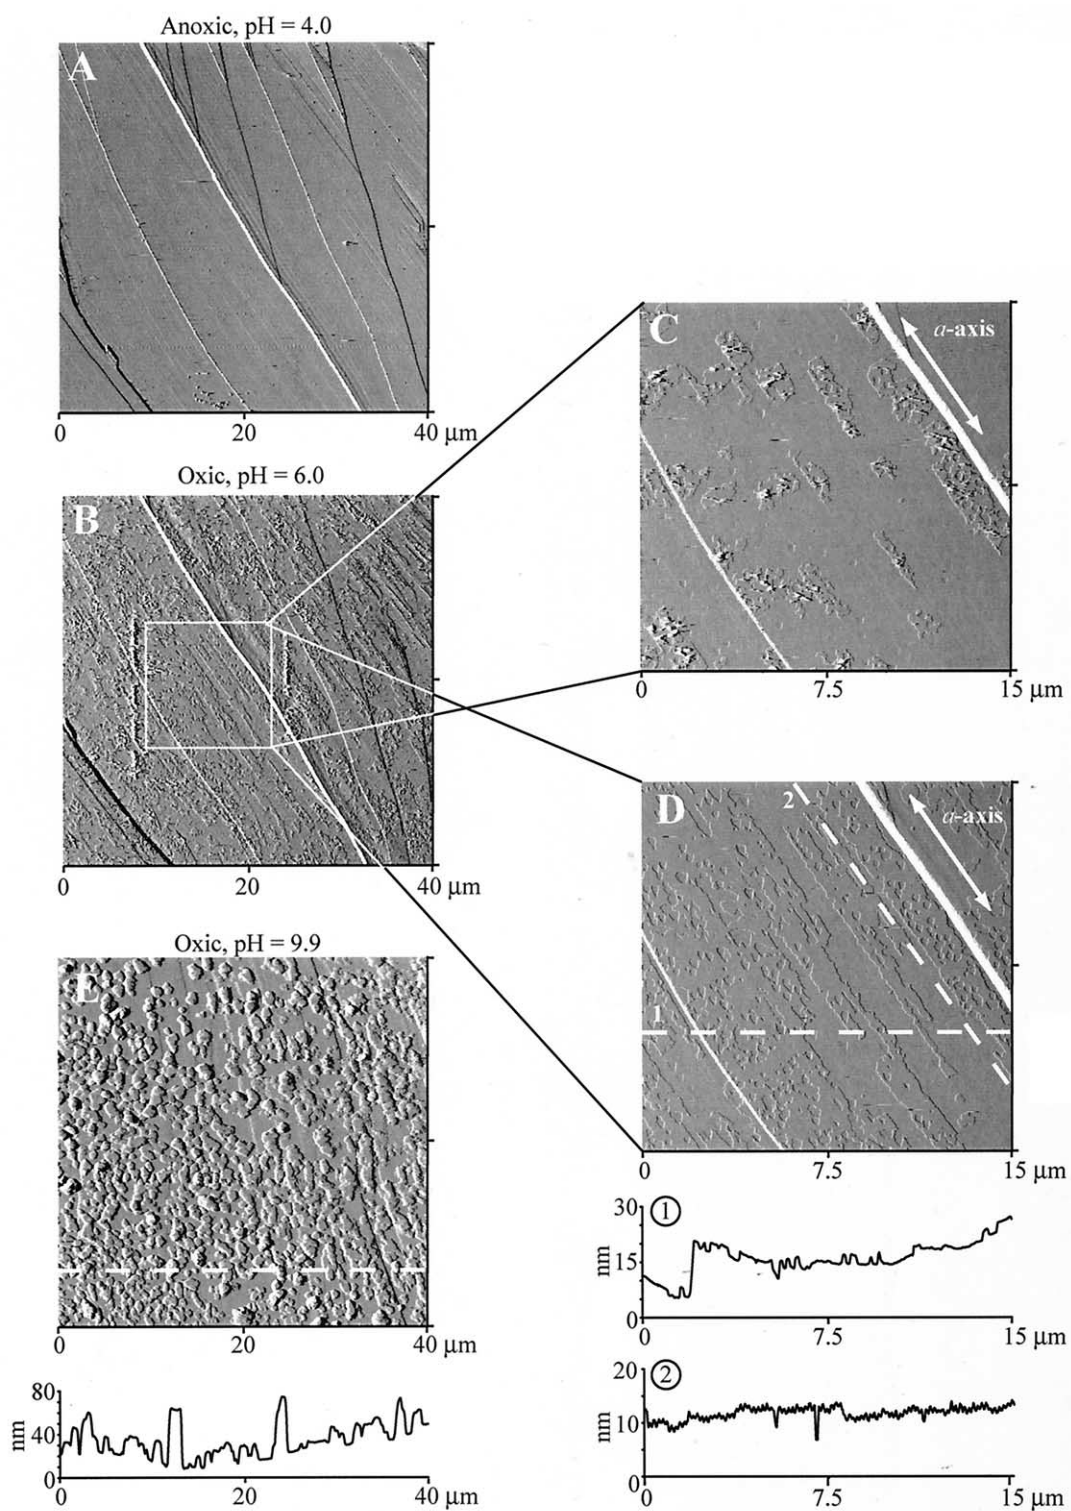 Anoxic, pH = 4.0
A
0 20 40 μm
Oxic, pH = 6.0
B
0 20 40 μm
C
a-axis
0 7.5 15 μm
D
2
a-axis
1
0 7.5 15 μm
Oxic, pH = 9.9
E
0 20 40 μm
80
40
0
nm
0 20 40 μm
1
30
15
0
nm
0 7.5 15 μm
2
20
10
0
nm
0 7.5 15 μm